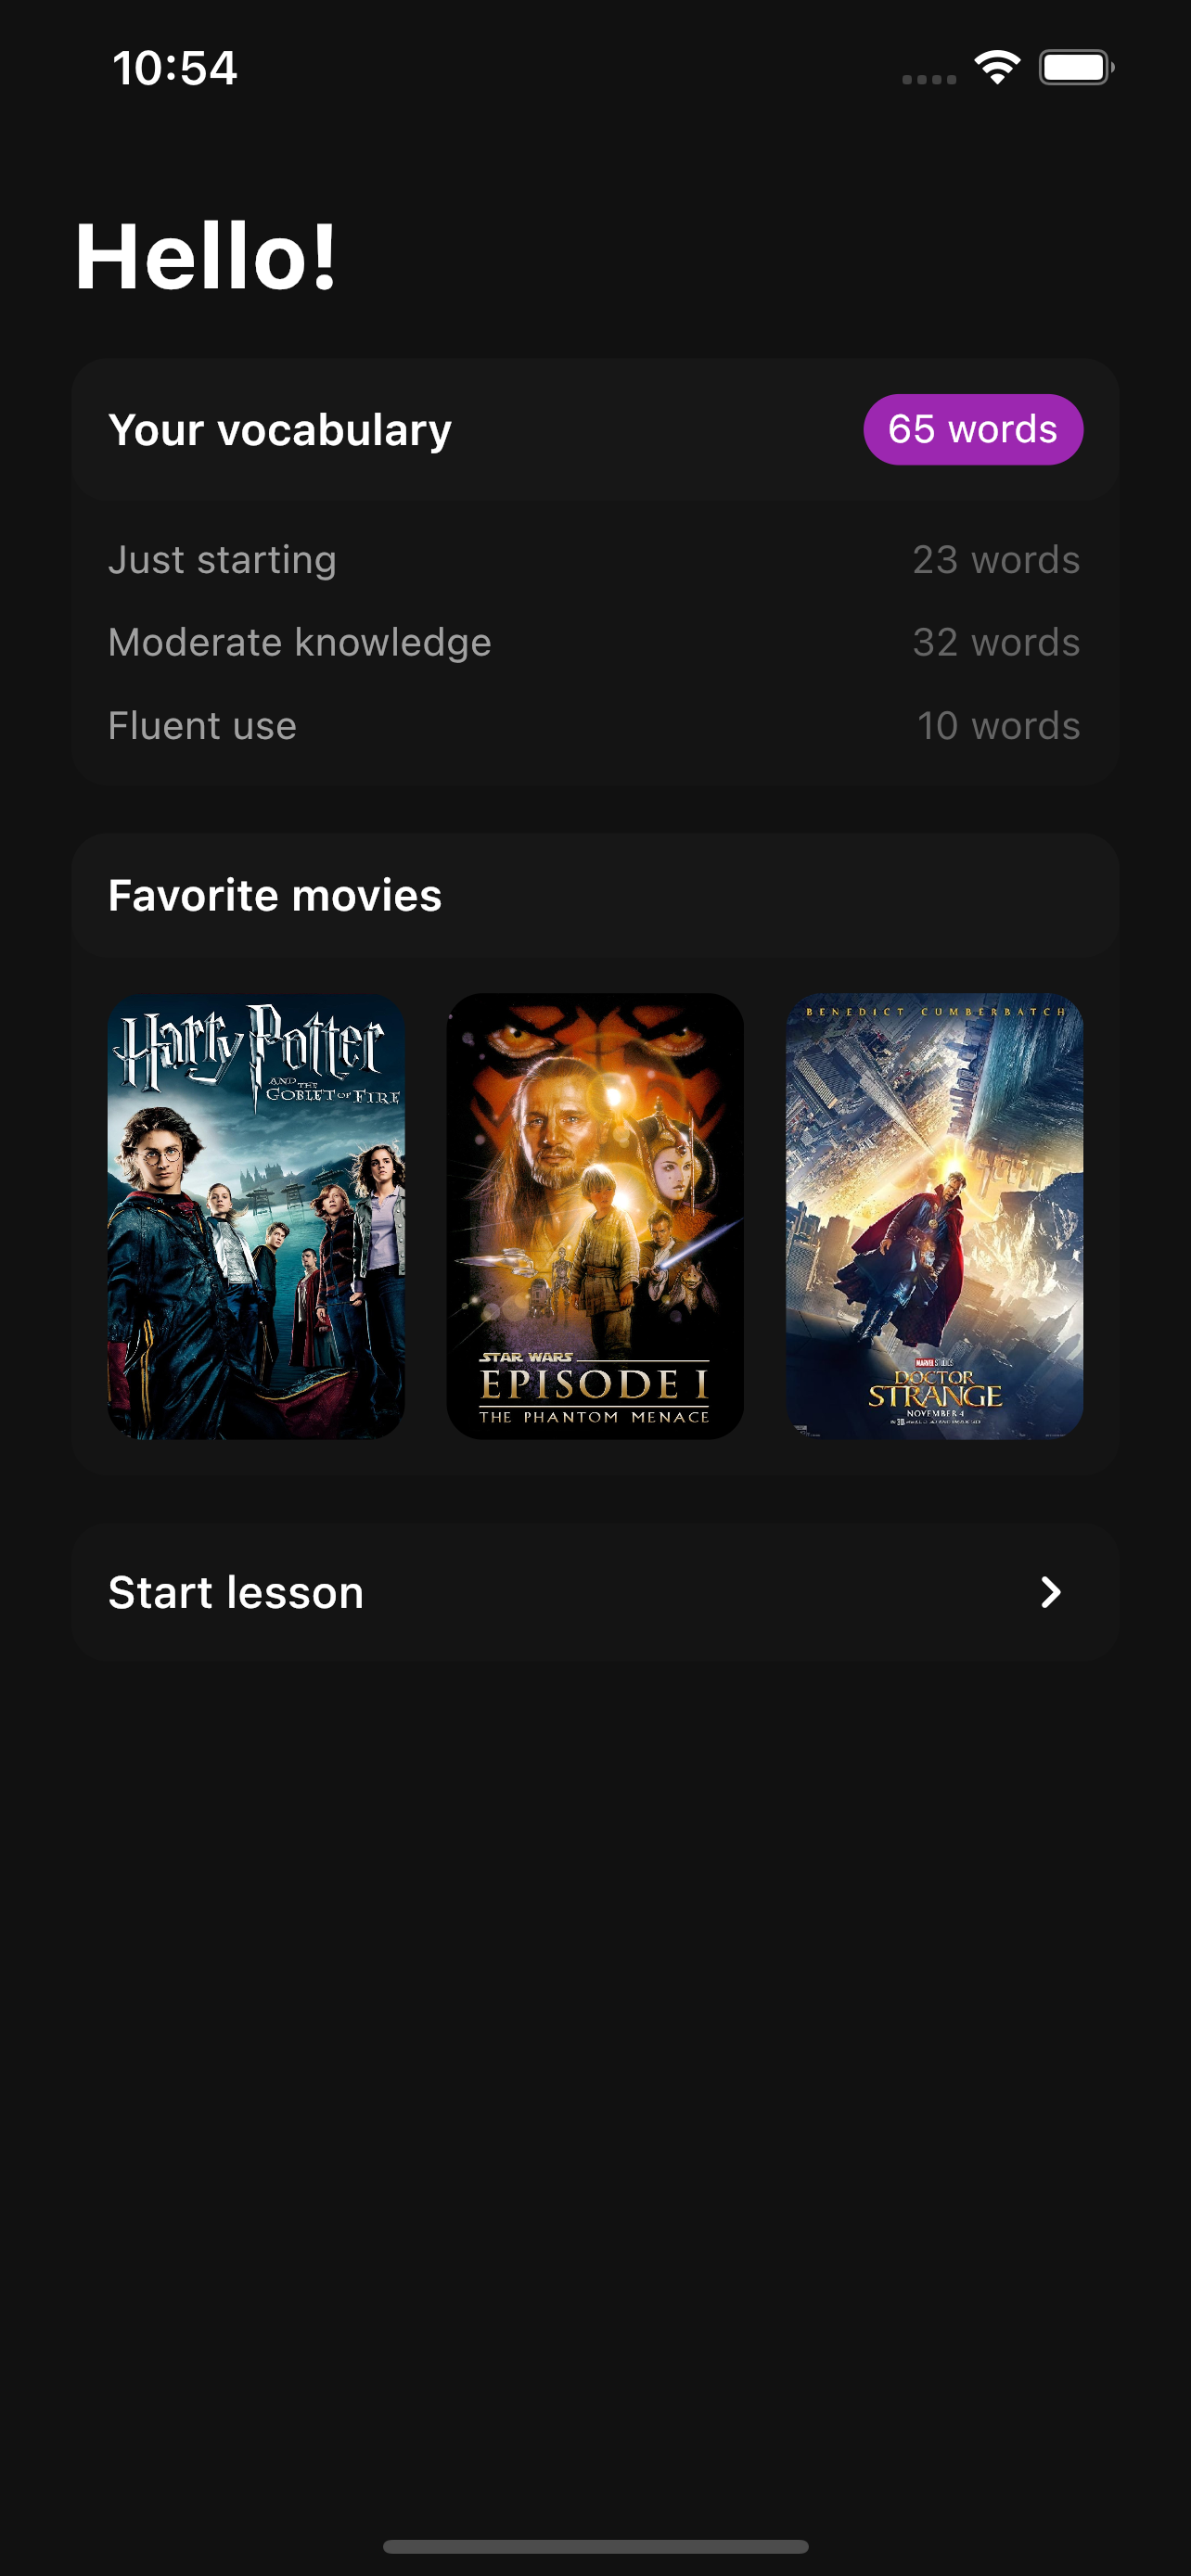 10:54
Hello!
Your vocabulary
65 words
Just starting
23 words
Moderate knowledge
32 words
Fluent use
10 words
Favorite movies
Harry Potter
AND THE
GOBLET OF FIRE
STAR WARS
EPISODE I
THE PHANTOM MENACE
BENEDICT CUMBERBATCH
MARVEL STUDIOS
DOCTOR
STRANGE
NOVEMBER 4
Start lesson